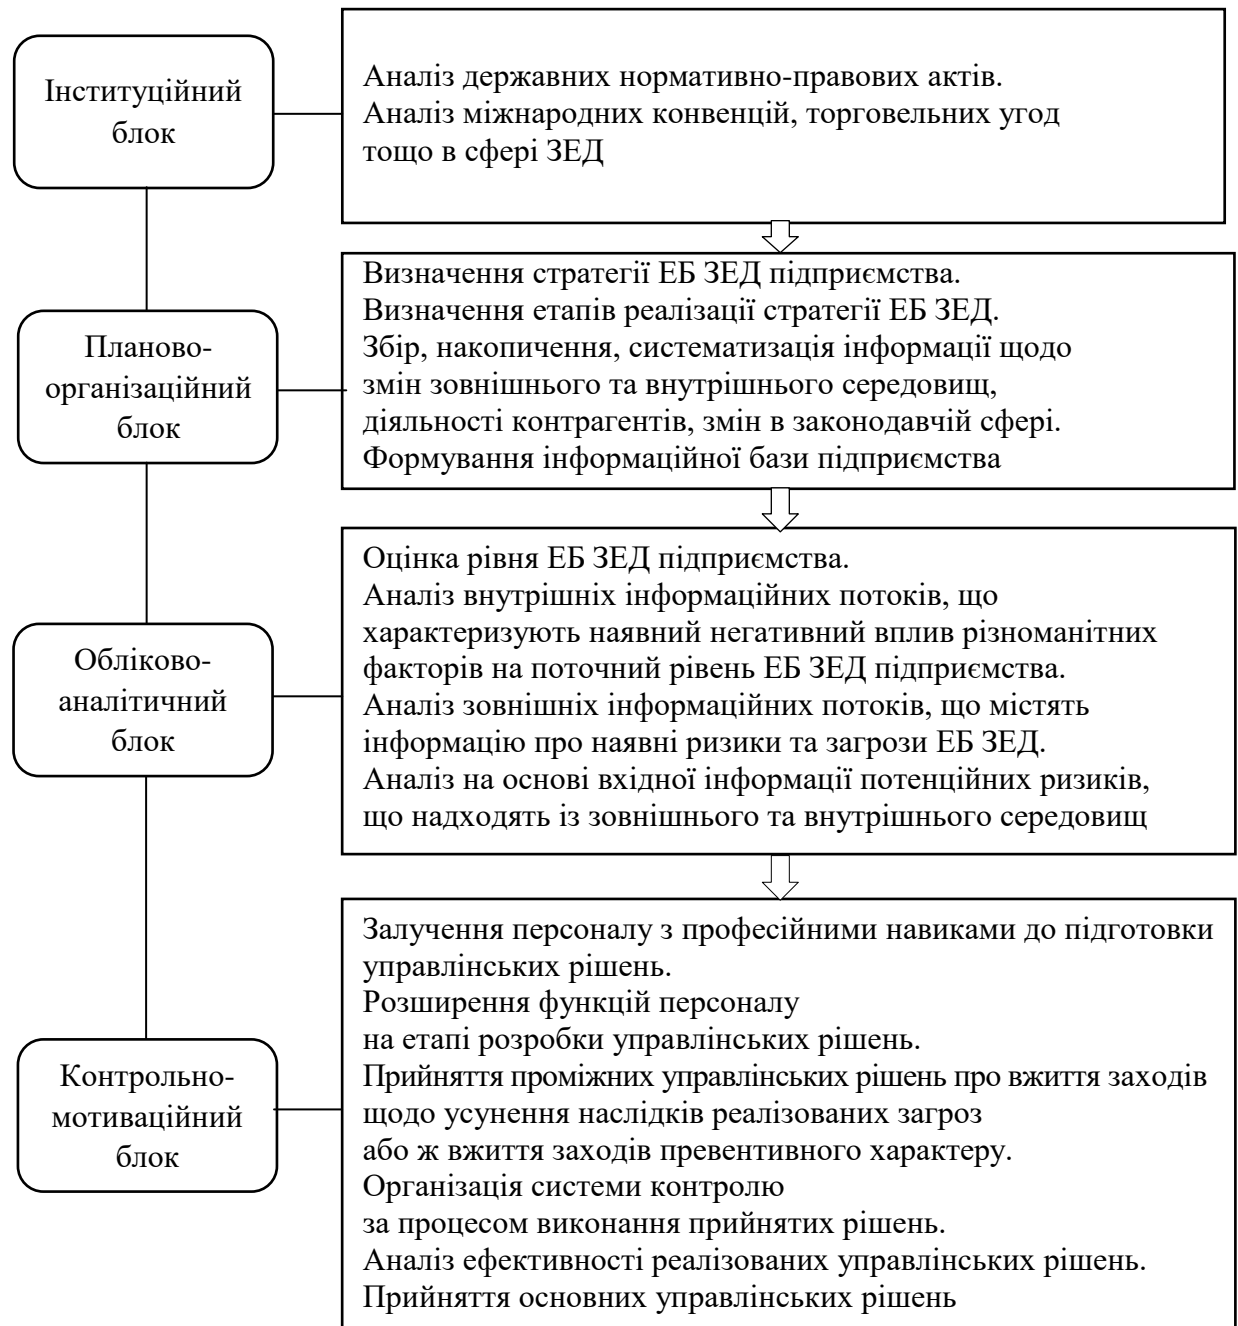 Інституційний
блок
Аналіз державних нормативно-правових актів.
Аналіз міжнародних конвенцій, торговельних угод
тощо в сфері ЗЕД
Планово-
організаційний
блок
Визначення стратегії ЕБ ЗЕД підприємства.
Визначення етапів реалізації стратегії ЕБ ЗЕД.
Збір, накопичення, систематизація інформації щодо
змін зовнішнього та внутрішнього середовищ,
діяльності контрагентів, змін в законодавчій сфері.
Формування інформаційної бази підприємства
Обліково-
аналітичний
блок
Оцінка рівня ЕБ ЗЕД підприємства.
Аналіз внутрішніх інформаційних потоків, що
характеризують наявний негативний вплив різноманітних
факторів на поточний рівень ЕБ ЗЕД підприємства.
Аналіз зовнішніх інформаційних потоків, що містять
інформацію про наявні ризики та загрози ЕБ ЗЕД.
Аналіз на основі вхідної інформації потенційних ризиків,
що надходять із зовнішнього та внутрішнього середовищ
Контрольно-
мотиваційний
блок
Залучення персоналу з професійними навиками до підготовки
управлінських рішень.
Розширення функцій персоналу
на етапі розробки управлінських рішень.
Прийняття проміжних управлінських рішень про вжиття заходів
щодо усунення наслідків реалізованих загроз
або ж вжиття заходів превентивного характеру.
Організація системи контролю
за процесом виконання прийнятих рішень.
Аналіз ефективності реалізованих управлінських рішень.
Прийняття основних управлінських рішень